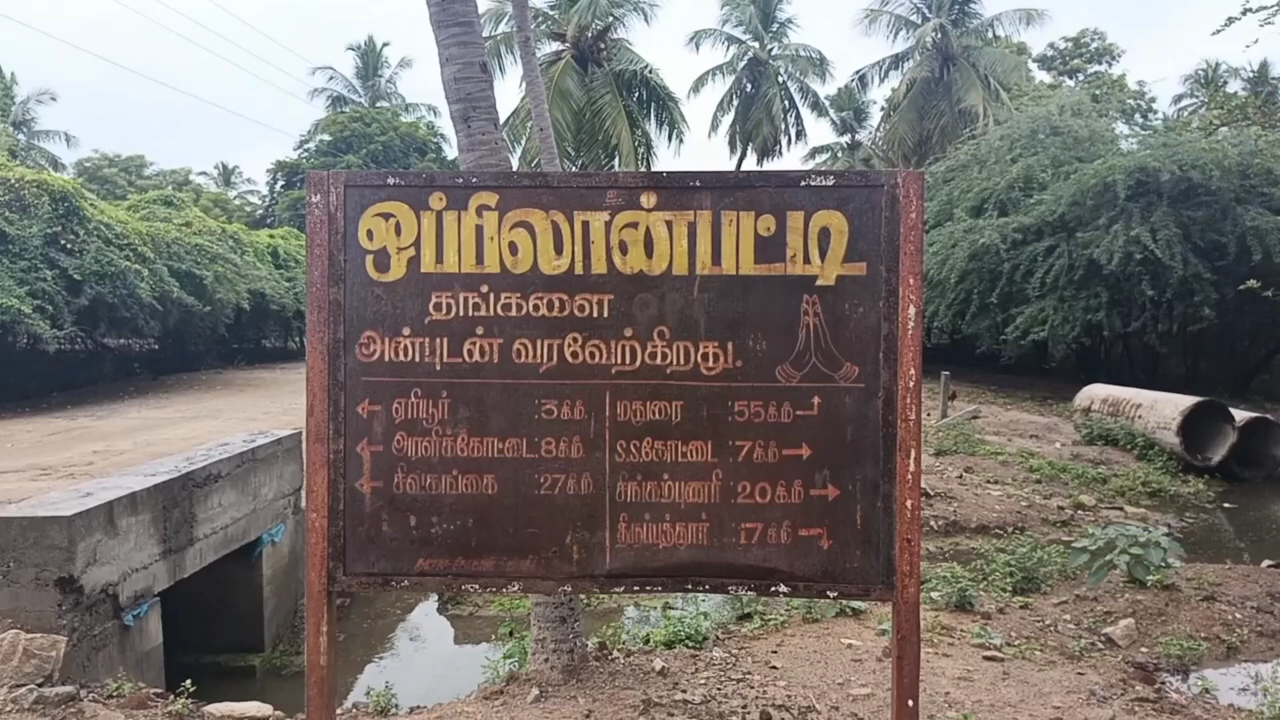 ஒப்பிலான்பட்டி
தங்களை
அன்புடன் வரவேற்கிறது.
← ஏரியூர் :3கி.மீ.
← அரளிக்கோட்டை:8கி.மீ.
← சிவகங்கை :27கி.மீ.
மதுரை :55கி.மீ
S.S.கோட்டை :7கி.மீ →
சிங்கம்புணரி :20கி.மீ →
திருப்பத்தூர் :17கி.மீ